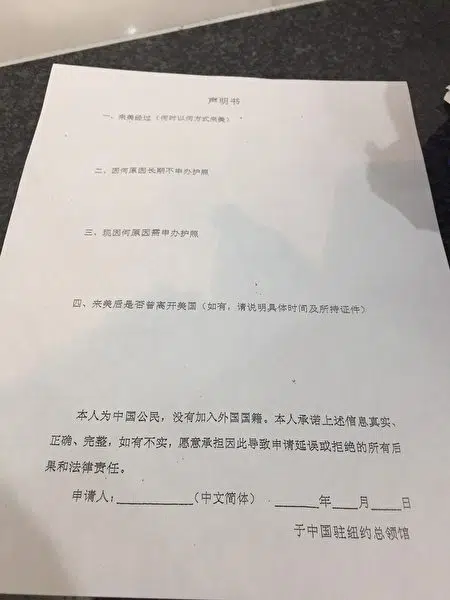 声明书
一、来美经过（何时以何方式来美）
二、因何原因长期不申办护照
三、现因何原因需申办护照
四、来美后是否曾离开美国（如有，请说明具体时间及所持证件）
本人为中国公民，没有加入外国国籍。本人承诺上述信息真实、
正确、完整，如有不实，愿意承担因此导致申请延误或拒绝的所有后
果和法律责任。
申请人：__________（中文简体） ______年____月____日
于中国驻纽约总领馆